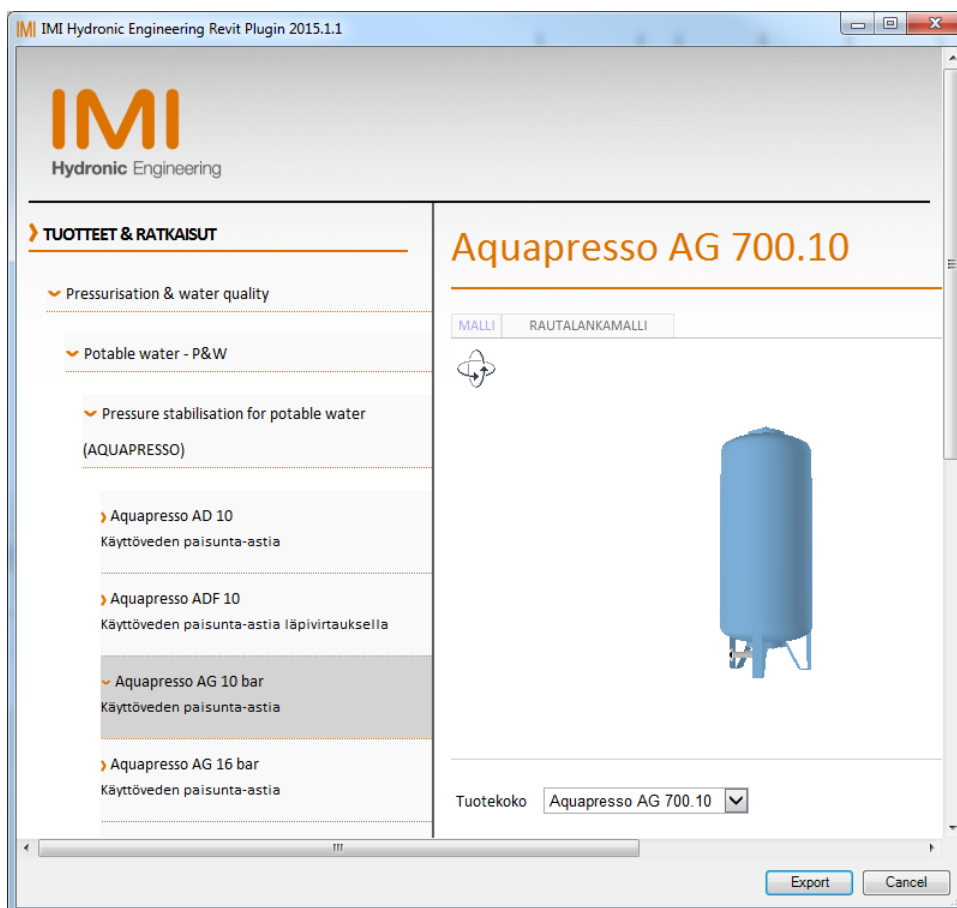 IMI IMI Hydronic Engineering Revit Plugin 2015.1.1
IMI
Hydronic Engineering
TUOTTEET & RATKAISUT
Pressurisation & water quality
Potable water - P&W
Pressure stabilisation for potable water
(AQUAPRESSO)
Aquapresso AD 10
Käyttöveden paisunta-astia
Aquapresso ADF 10
Käyttöveden paisunta-astia läpivirtauksella
Aquapresso AG 10 bar
Käyttöveden paisunta-astia
Aquapresso AG 16 bar
Käyttöveden paisunta-astia
Aquapresso AG 700.10
MALLI RAUTALANKAMALLI
Tuotekoko Aquapresso AG 700.10
Export Cancel